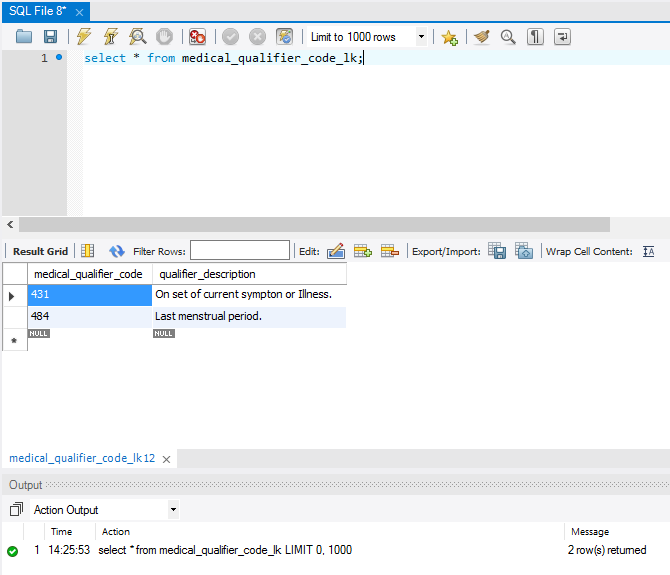 SQL File 8*
Limit to 1000 rows
1 select * from medical_qualifier_code_lk;
Result Grid Filter Rows: Edit: Export/Import: Wrap Cell Content: IA
medical_qualifier_code qualifier_description
431 On set of current sympton or Illness.
484 Last menstrual period.
NULL NULL
medical_qualifier_code_lk12
Output
Action Output
Time Action Message
1 14:25:53 select * from medical_qualifier_code_lk LIMIT 0, 1000 2 row(s) returned